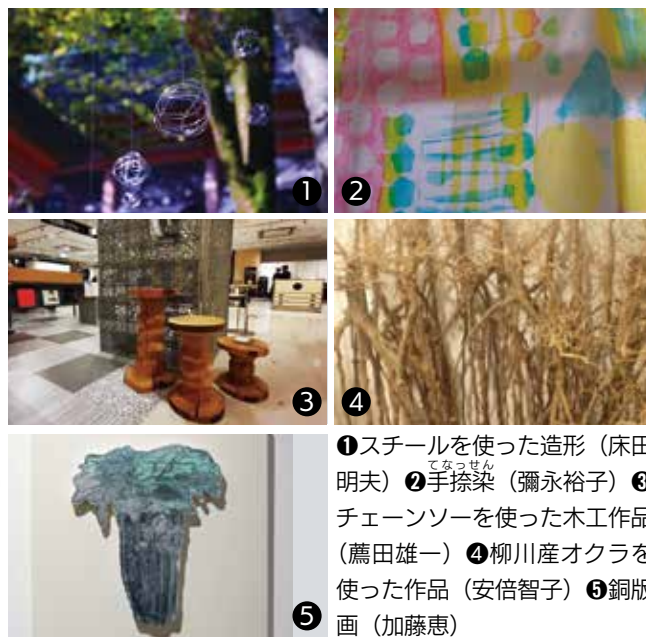 ❶
❷
❸
❹
❺
❶スチールを使った造形（床田
てなっせん
明夫）❷手捺染（彌永裕子）❸
チェーンソーを使った木工作品
（薦田雄一）❹柳川産オクラを
使った作品（安倍智子）❺銅版
画（加藤恵）